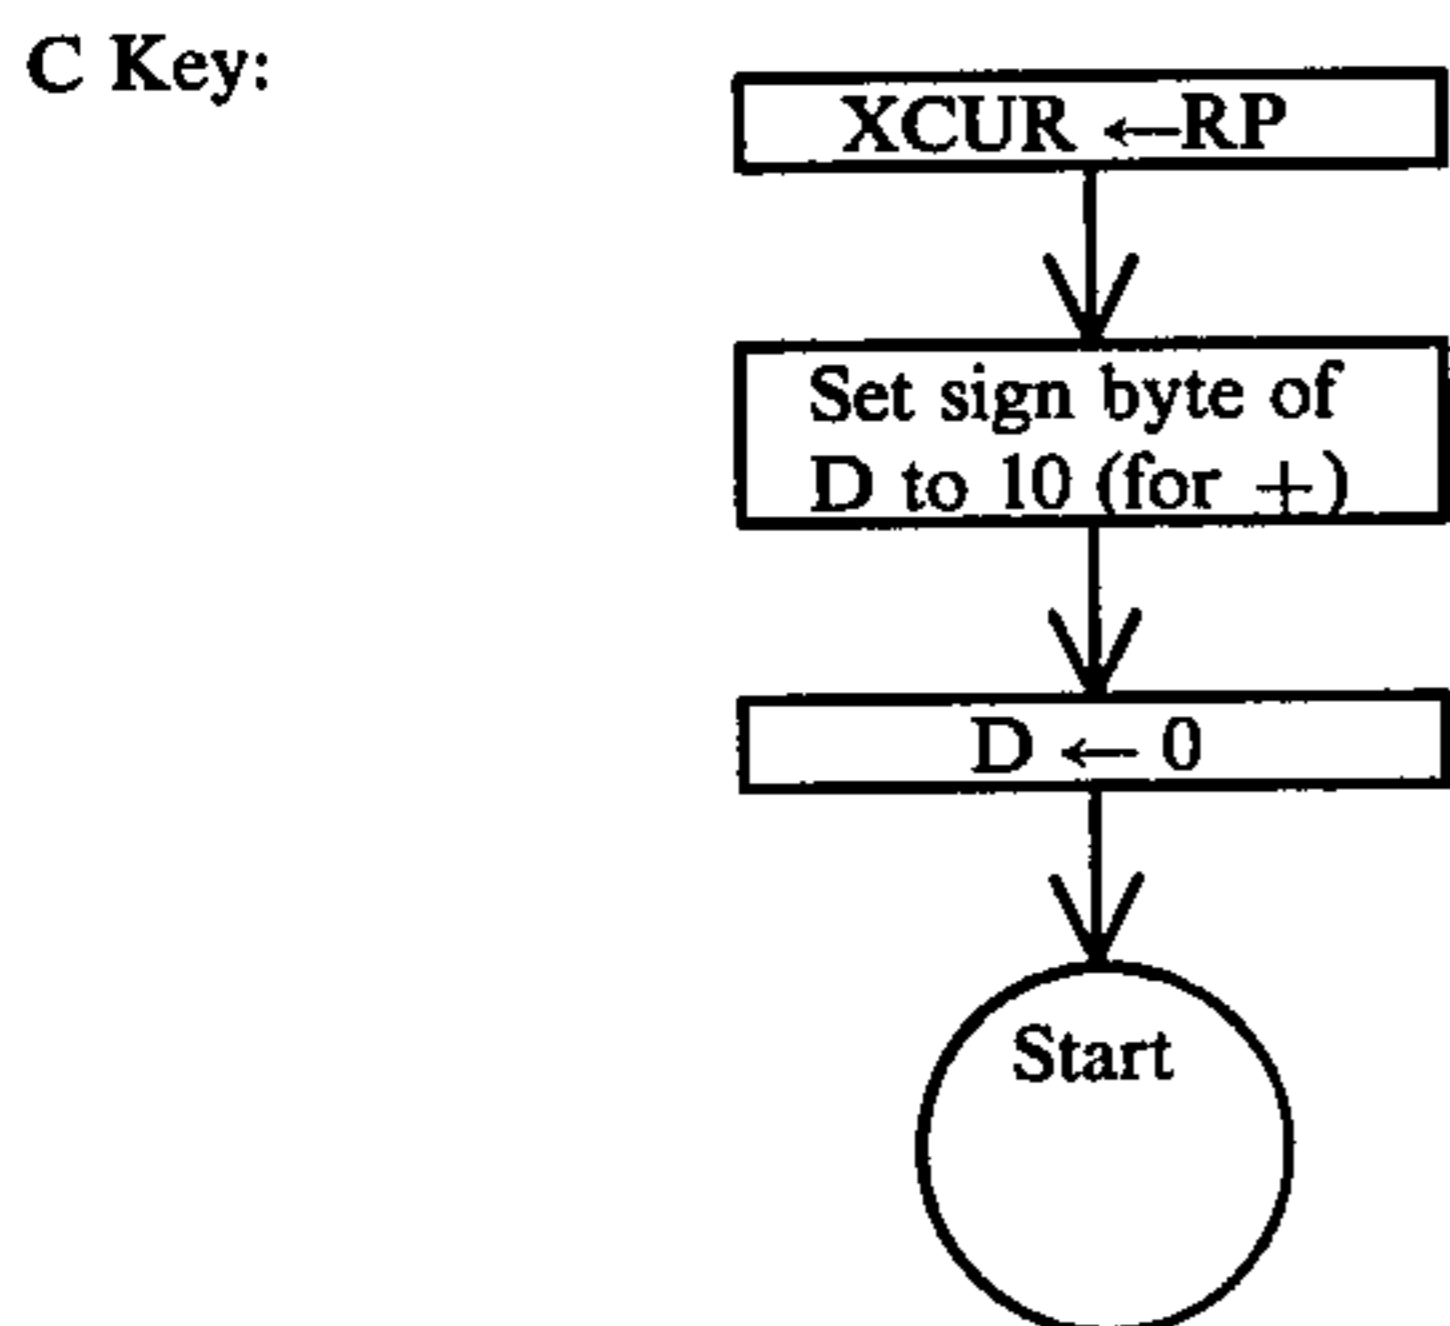 C Key:
XCUR ←RP
Set sign byte of
D to 10 (for +)
D ← 0
Start